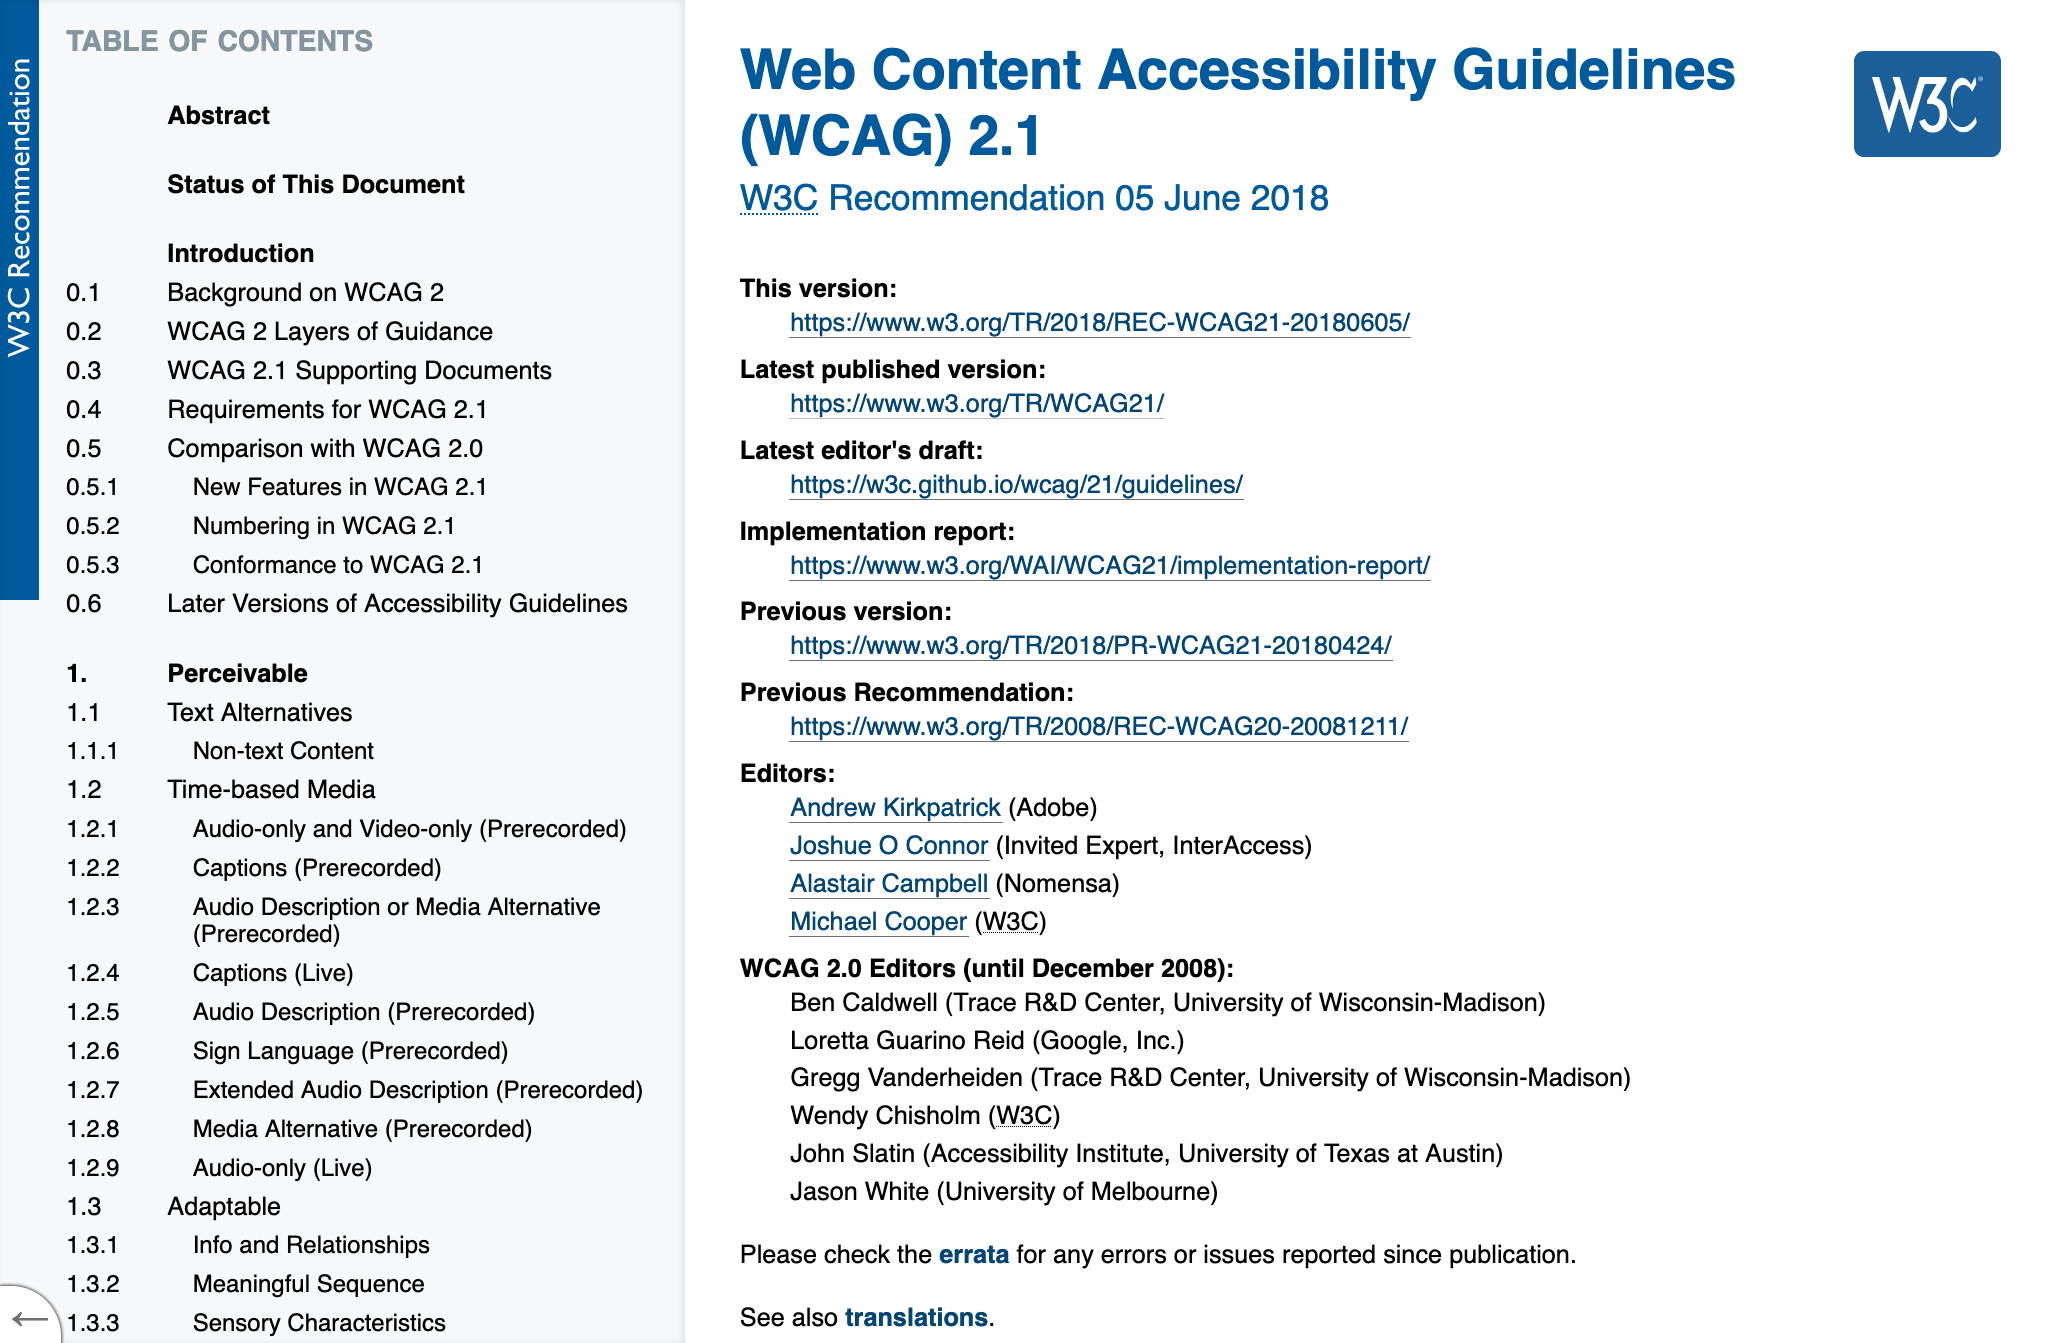 W3C Recommendation
TABLE OF CONTENTS
Abstract
Status of This Document
Introduction
0.1 Background on WCAG 2
0.2 WCAG 2 Layers of Guidance
0.3 WCAG 2.1 Supporting Documents
0.4 Requirements for WCAG 2.1
0.5 Comparison with WCAG 2.0
0.5.1 New Features in WCAG 2.1
0.5.2 Numbering in WCAG 2.1
0.5.3 Conformance to WCAG 2.1
0.6 Later Versions of Accessibility Guidelines
1. Perceivable
1.1 Text Alternatives
1.1.1 Non-text Content
1.2 Time-based Media
1.2.1 Audio-only and Video-only (Prerecorded)
1.2.2 Captions (Prerecorded)
1.2.3 Audio Description or Media Alternative
(Prerecorded)
1.2.4 Captions (Live)
1.2.5 Audio Description (Prerecorded)
1.2.6 Sign Language (Prerecorded)
1.2.7 Extended Audio Description (Prerecorded)
1.2.8 Media Alternative (Prerecorded)
1.2.9 Audio-only (Live)
1.3 Adaptable
1.3.1 Info and Relationships
1.3.2 Meaningful Sequence
1.3.3 Sensory Characteristics
←
Web Content Accessibility Guidelines
(WCAG) 2.1
W3C®
W3C Recommendation 05 June 2018
This version:
https://www.w3.org/TR/2018/REC-WCAG21-20180605/
Latest published version:
https://www.w3.org/TR/WCAG21/
Latest editor's draft:
https://w3c.github.io/wcag/21/guidelines/
Implementation report:
https://www.w3.org/WAI/WCAG21/implementation-report/
Previous version:
https://www.w3.org/TR/2018/PR-WCAG21-20180424/
Previous Recommendation:
https://www.w3.org/TR/2008/REC-WCAG20-20081211/
Editors:
Andrew Kirkpatrick (Adobe)
Joshue O Connor (Invited Expert, InterAccess)
Alastair Campbell (Nomensa)
Michael Cooper (W3C)
WCAG 2.0 Editors (until December 2008):
Ben Caldwell (Trace R&D Center, University of Wisconsin-Madison)
Loretta Guarino Reid (Google, Inc.)
Gregg Vanderheiden (Trace R&D Center, University of Wisconsin-Madison)
Wendy Chisholm (W3C)
John Slatin (Accessibility Institute, University of Texas at Austin)
Jason White (University of Melbourne)
Please check the errata for any errors or issues reported since publication.
See also translations.